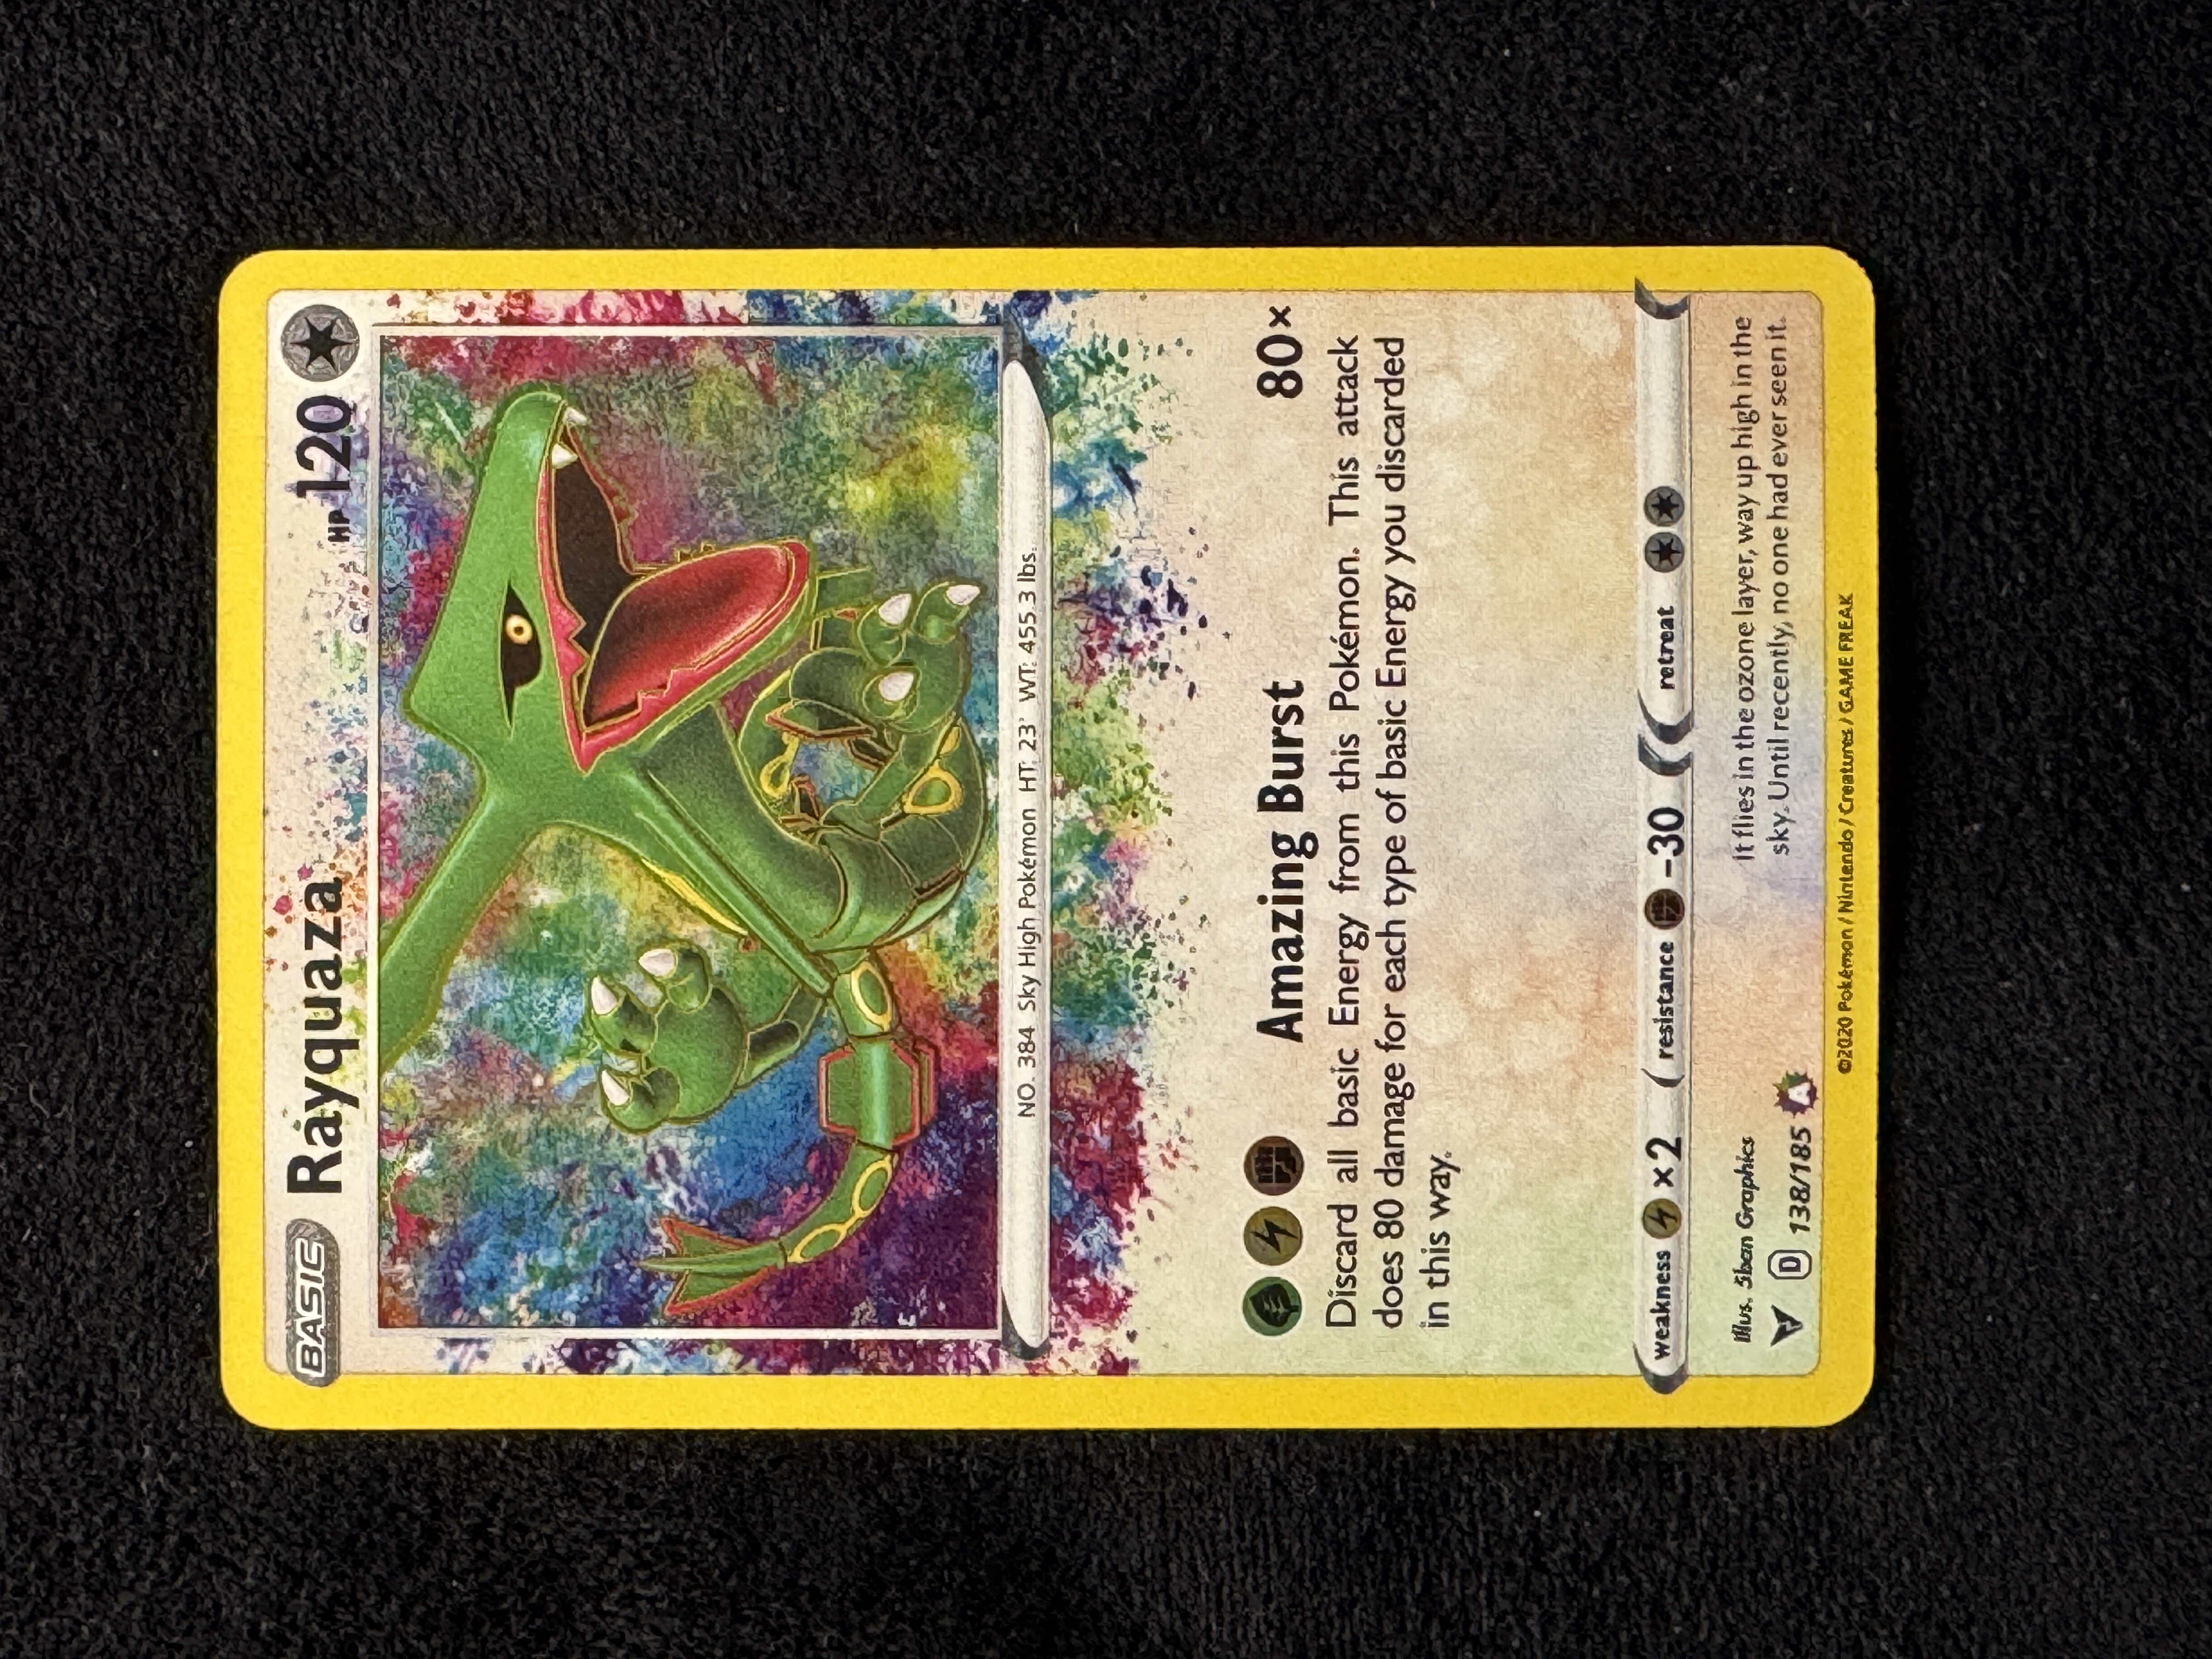 BASIC Rayquaza HP 120
NO. 384 Sky High Pokémon HT: 23' WT: 455.3 lbs.
Amazing Burst 80×
Discard all basic Energy from this Pokémon. This attack
does 80 damage for each type of basic Energy you discarded
in this way.
weakness ×2 resistance -30 retreat
Illus. 5ban Graphics
D 138/185 A
It flies in the ozone layer, way up high in the
sky. Until recently, no one had ever seen it.
©2020 Pokémon / Nintendo / Creatures / GAME FREAK